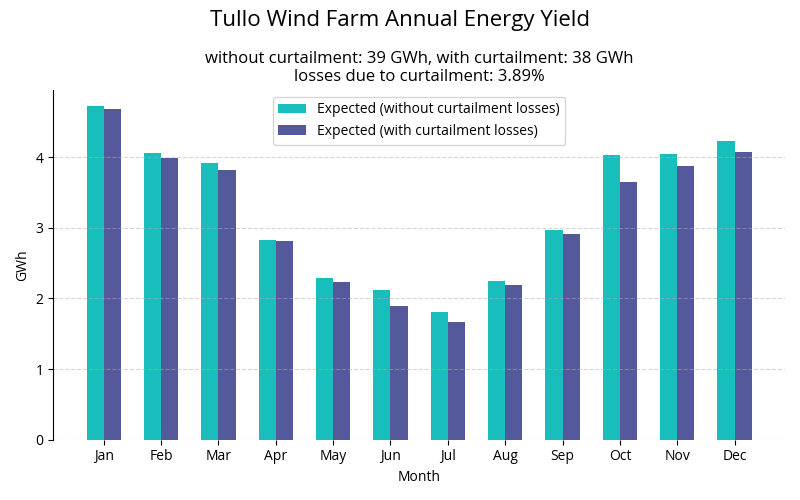 Tullo Wind Farm Annual Energy Yield
without curtailment: 39 GWh, with curtailment: 38 GWh
losses due to curtailment: 3.89%
Expected (without curtailment losses)
Expected (with curtailment losses)
4
3
2
1
0
GWh
Jan Feb Mar Apr May Jun Jul Aug Sep Oct Nov Dec
Month